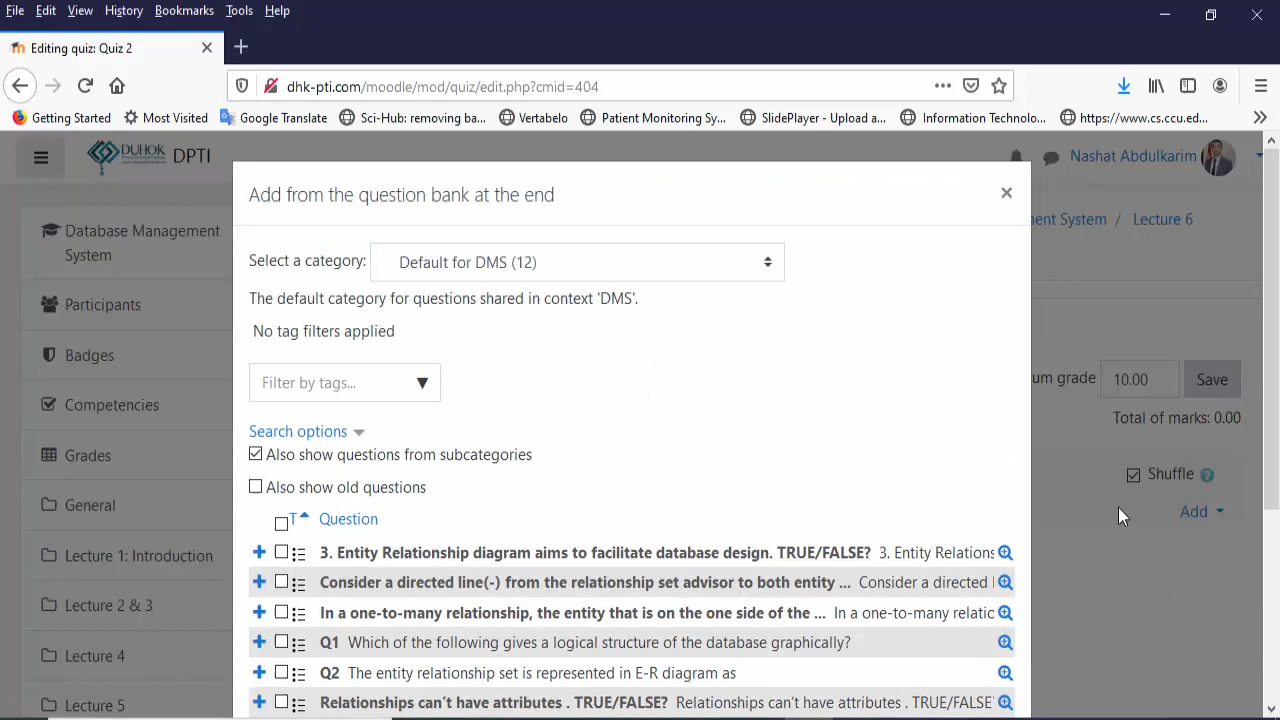 File Edit View History Bookmarks Tools Help
Editing quiz: Quiz 2
dhk-pti.com/moodle/mod/quiz/edit.php?cmid=404
Getting Started Most Visited Google Translate Sci-Hub: removing ba... Vertabelo Patient Monitoring Sy... SlidePlayer - Upload a... Information Technolo... https://www.cs.ccu.ed...
DUHOK DPTI Nashat Abdulkarim
Add from the question bank at the end
Database Management System
Participants
Badges
Competencies
Grades
General
Lecture 1: Introduction
Lecture 2 & 3
Lecture 4
Lecture 5
Select a category: Default for DMS (12)
The default category for questions shared in context 'DMS'.
No tag filters applied
Filter by tags...
Search options
Also show questions from subcategories
Also show old questions
T Question
3. Entity Relationship diagram aims to facilitate database design. TRUE/FALSE? 3. Entity Relations
Consider a directed line(-) from the relationship set advisor to both entity ... Consider a directed l
In a one-to-many relationship, the entity that is on the one side of the ... In a one-to-many relatic
Q1 Which of the following gives a logical structure of the database graphically?
Q2 The entity relationship set is represented in E-R diagram as
Relationships can't have attributes . TRUE/FALSE? Relationships can't have attributes . TRUE/FALSE
ent System / Lecture 6
um grade 10.00 Save
Total of marks: 0.00
Shuffle
Add